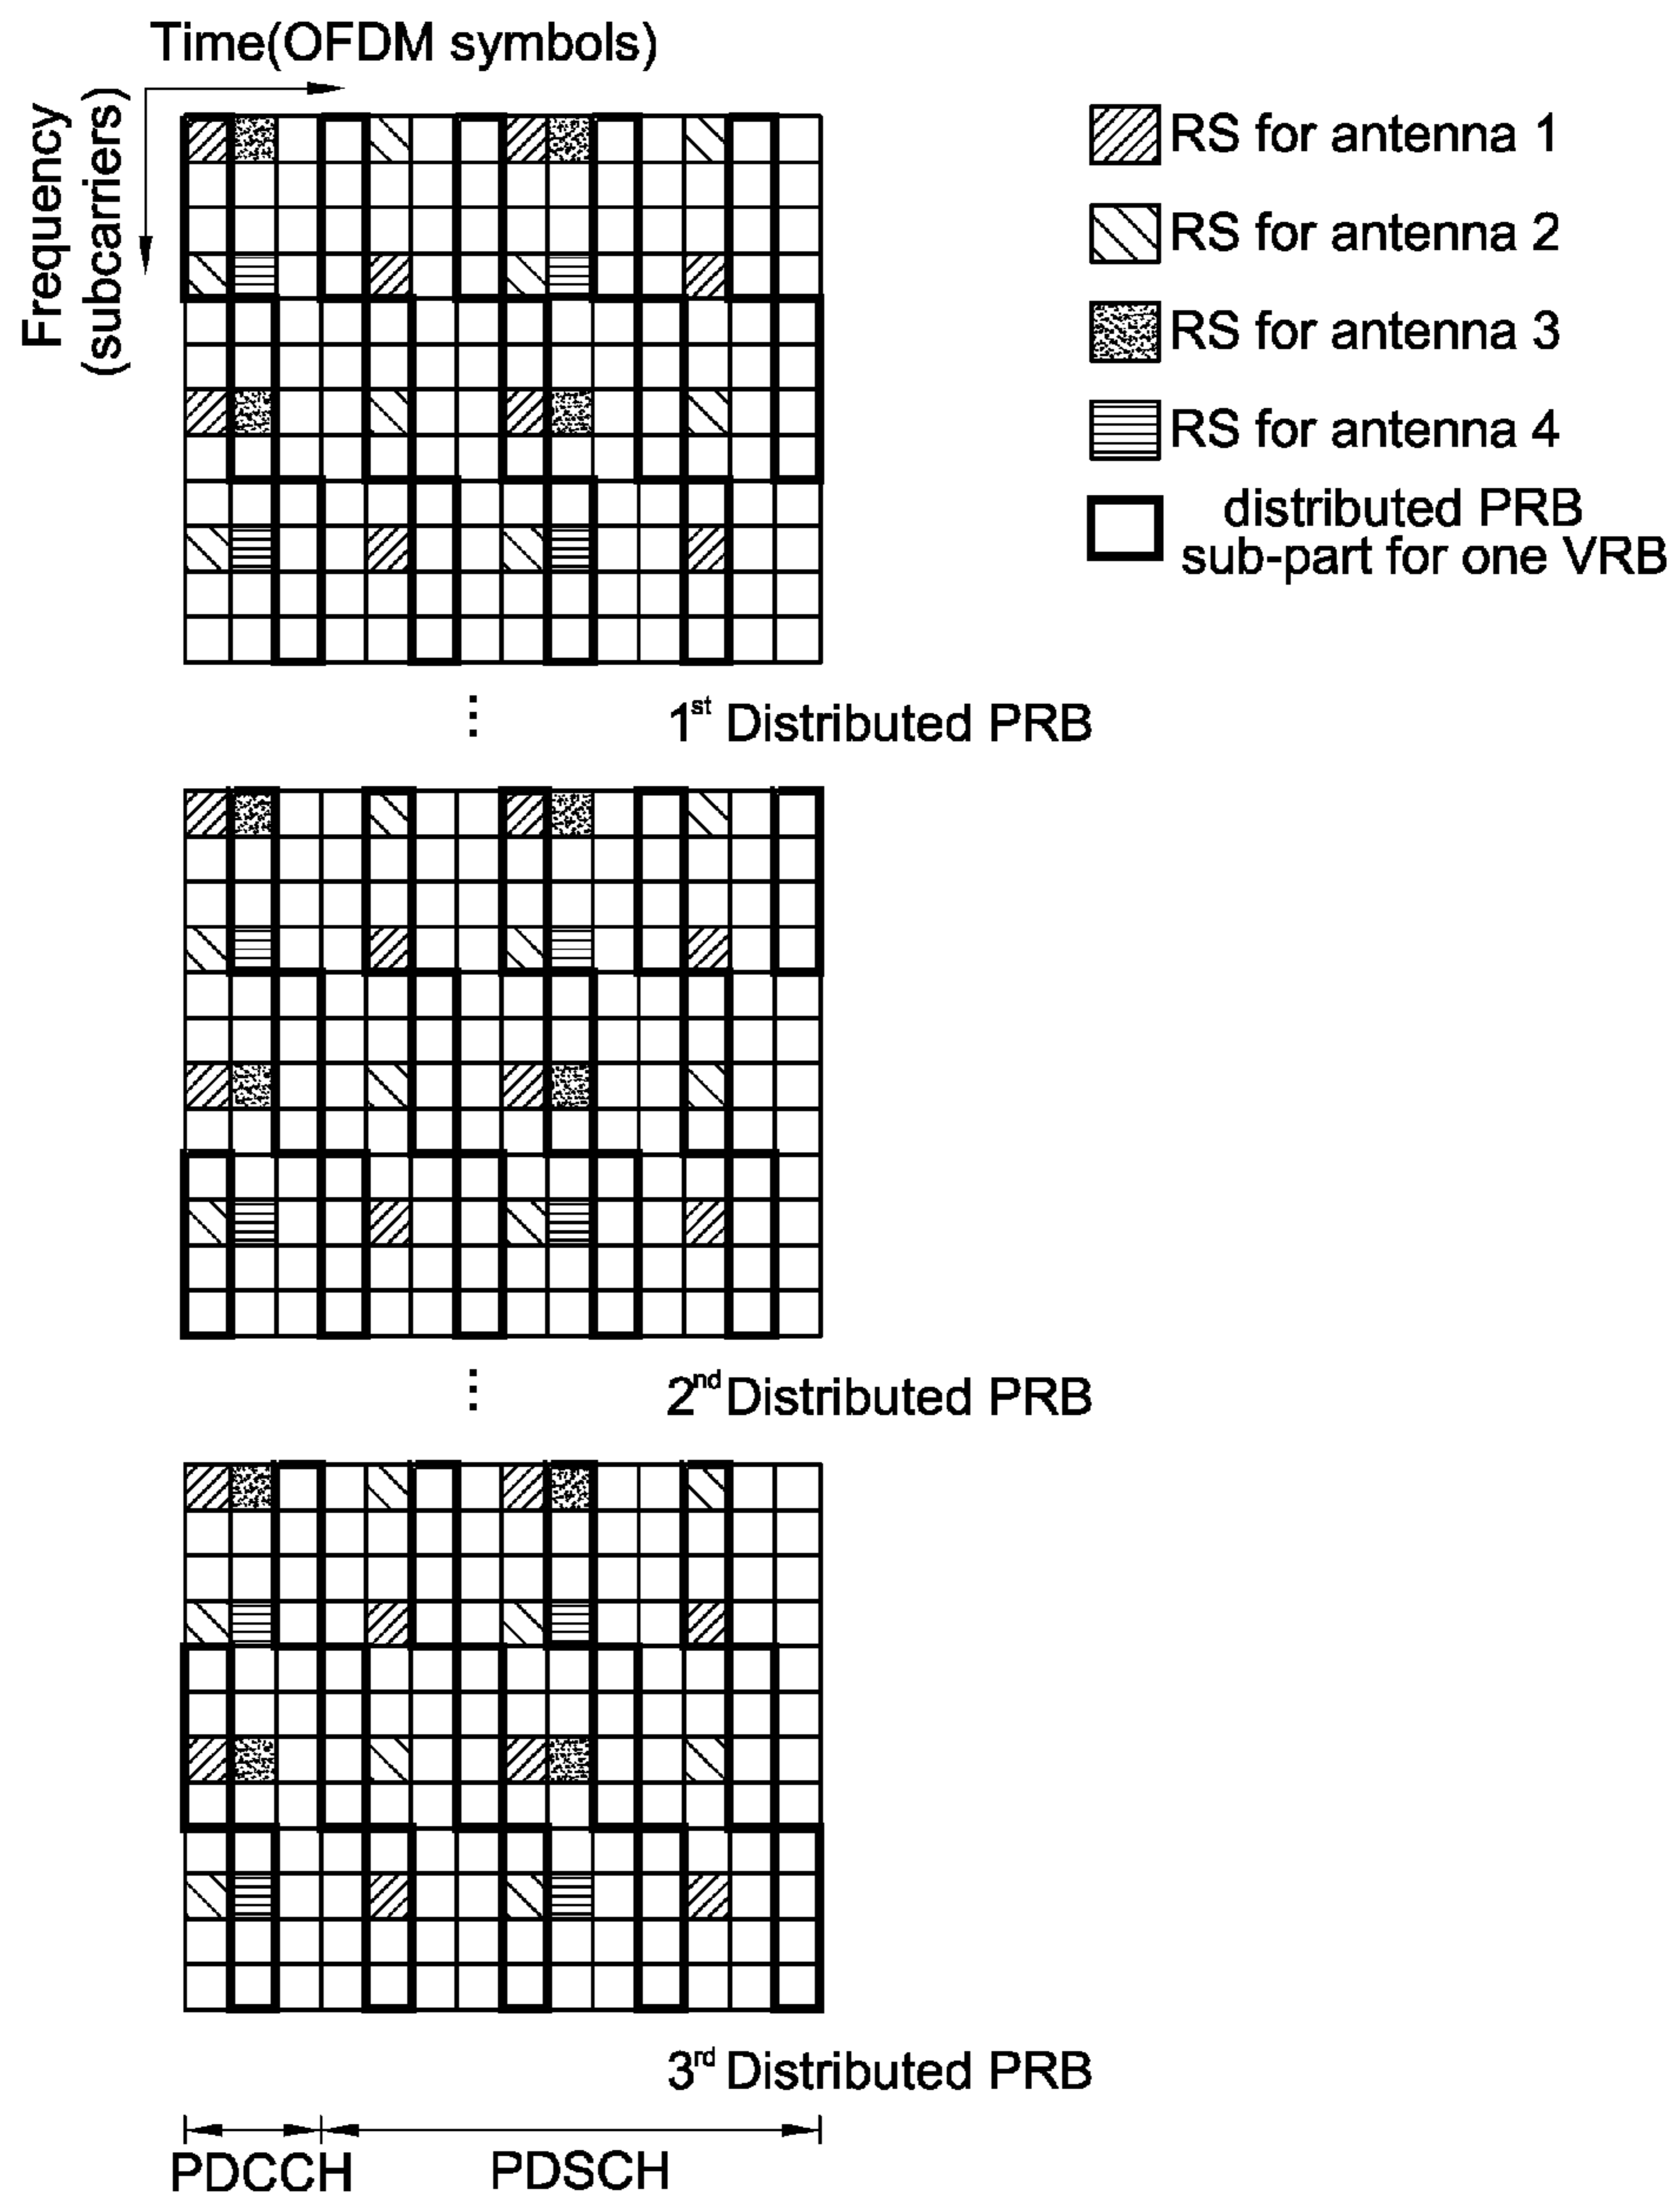 Time(OFDM symbols)
Frequency
(subcarriers)
RS for antenna 1
RS for antenna 2
RS for antenna 3
RS for antenna 4
distributed PRB
sub-part for one VRB
1st Distributed PRB
2nd Distributed PRB
3rd Distributed PRB
PDCCH
PDSCH